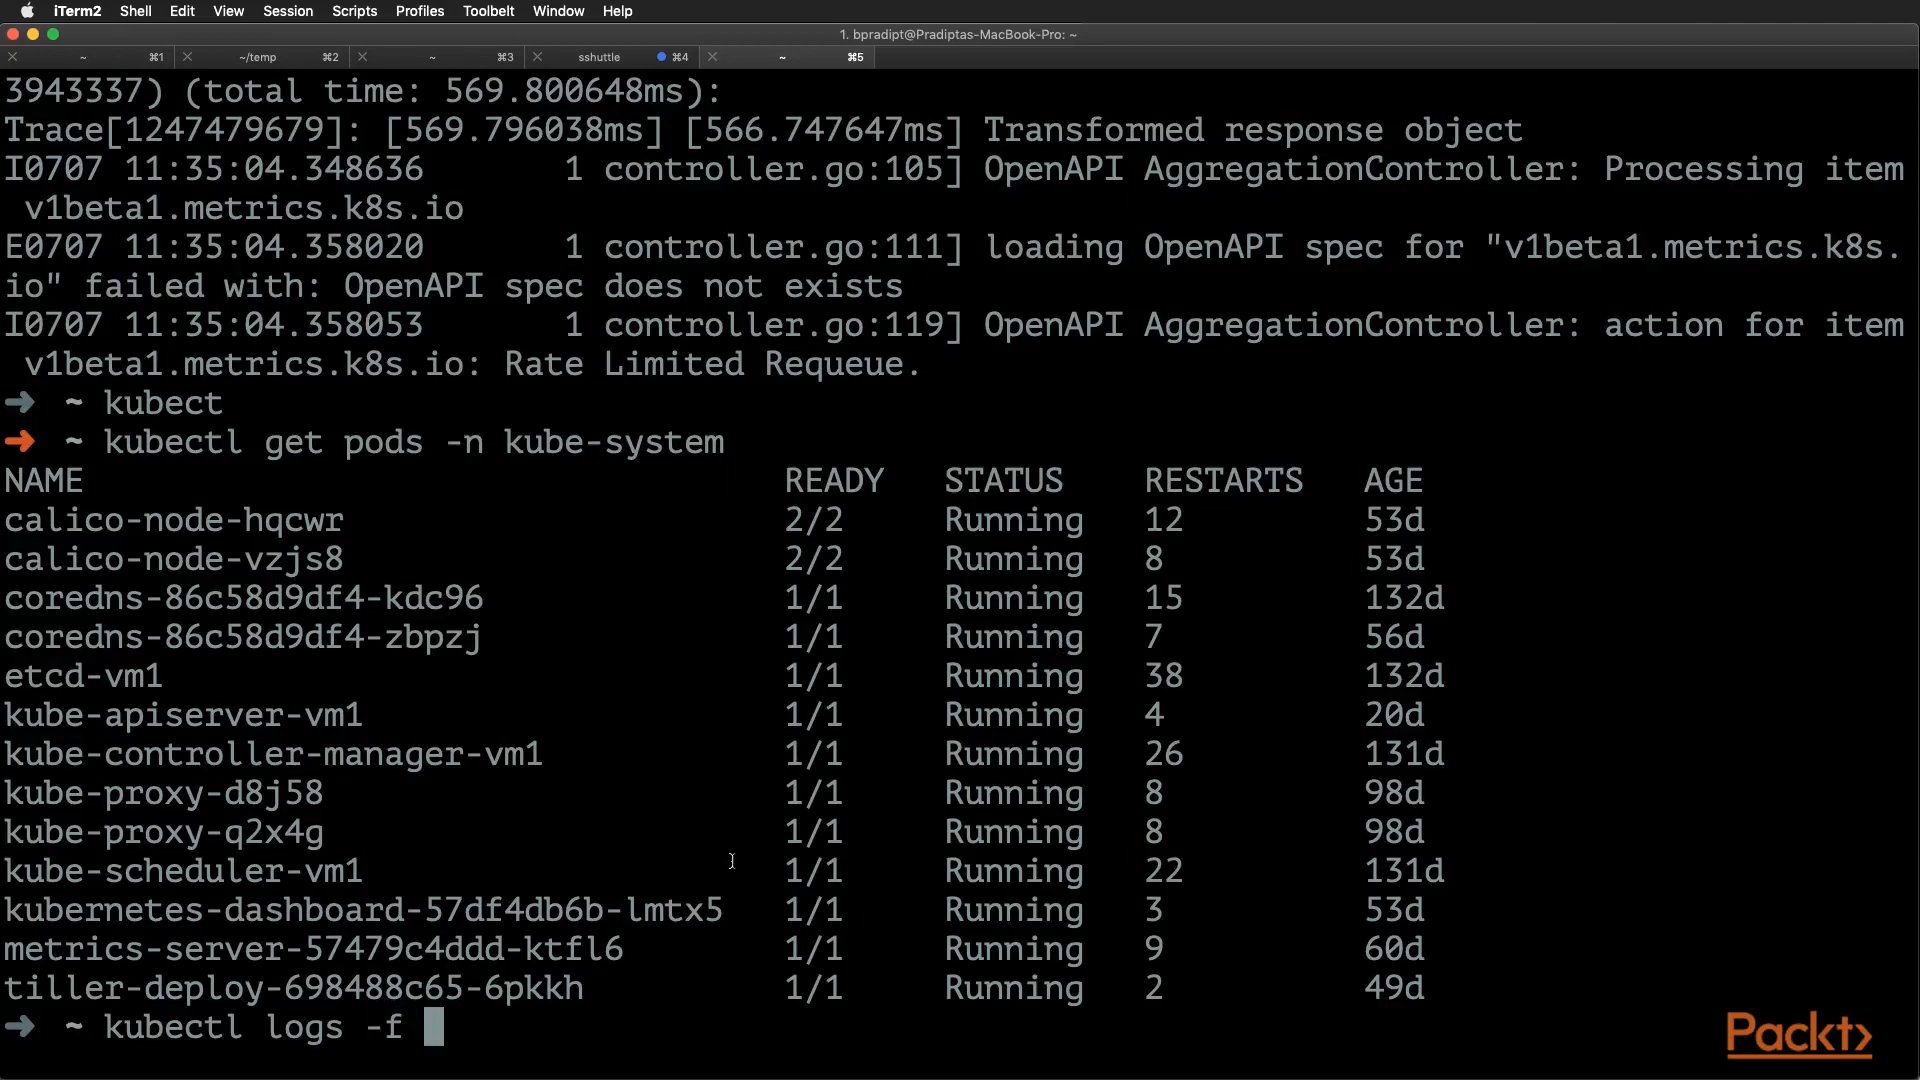 iTerm2 Shell Edit View Session Scripts Profiles Toolbelt Window Help
1. bpradipt@Pradiptas-MacBook-Pro: ~
~ ⌘1 ~/temp ⌘2 ~ ⌘3 sshuttle ⌘4 ~ ⌘5
3943337) (total time: 569.800648ms):
Trace[1247479679]: [569.796038ms] [566.747647ms] Transformed response object
I0707 11:35:04.348636 1 controller.go:105] OpenAPI AggregationController: Processing item
v1beta1.metrics.k8s.io
E0707 11:35:04.358020 1 controller.go:111] loading OpenAPI spec for "v1beta1.metrics.k8s.
io" failed with: OpenAPI spec does not exists
I0707 11:35:04.358053 1 controller.go:119] OpenAPI AggregationController: action for item
v1beta1.metrics.k8s.io: Rate Limited Requeue.
➜ ~ kubect
➜ ~ kubectl get pods -n kube-system
NAME READY STATUS RESTARTS AGE
calico-node-hqcwr 2/2 Running 12 53d
calico-node-vzjs8 2/2 Running 8 53d
coredns-86c58d9df4-kdc96 1/1 Running 15 132d
coredns-86c58d9df4-zbpzj 1/1 Running 7 56d
etcd-vm1 1/1 Running 38 132d
kube-apiserver-vm1 1/1 Running 4 20d
kube-controller-manager-vm1 1/1 Running 26 131d
kube-proxy-d8j58 1/1 Running 8 98d
kube-proxy-q2x4g 1/1 Running 8 98d
kube-scheduler-vm1 1/1 Running 22 131d
kubernetes-dashboard-57df4db6b-lmtx5 1/1 Running 3 53d
metrics-server-57479c4ddd-ktfl6 1/1 Running 9 60d
tiller-deploy-698488c65-6pkkh 1/1 Running 2 49d
➜ ~ kubectl logs -f
Packt>